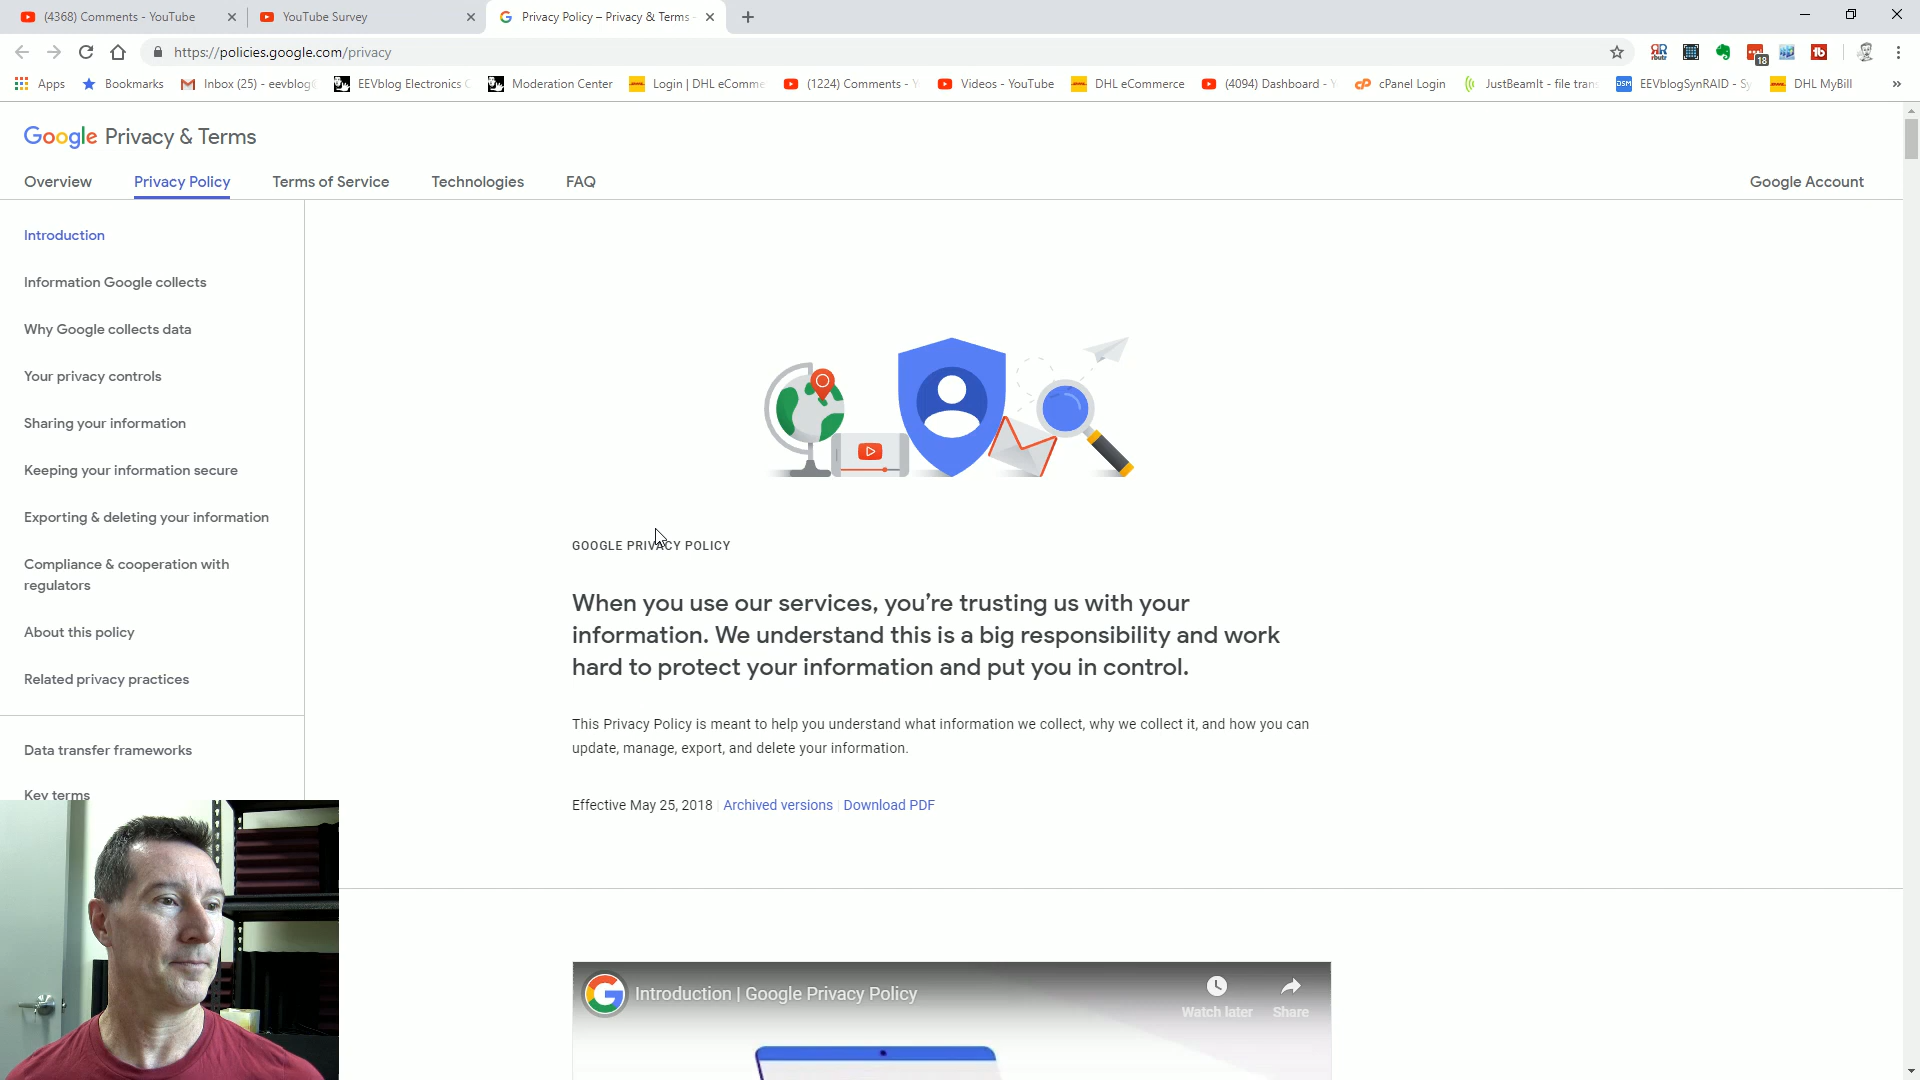 (4368) Comments - YouTube
YouTube Survey
Privacy Policy – Privacy & Terms -
https://policies.google.com/privacy
18
Apps
Bookmarks
Inbox (25) - eevblog
EEVblog Electronics
Moderation Center
Login | DHL eComme
(1224) Comments - Y
Videos - YouTube
DHL eCommerce
(4094) Dashboard - Y
cPanel Login
JustBeamIt - file tran
EEVblogSynRAID - Sy
DHL MyBill
»
Google Privacy & Terms
Overview
Privacy Policy
Terms of Service
Technologies
FAQ
Google Account
Introduction
Information Google collects
Why Google collects data
Your privacy controls
Sharing your information
Keeping your information secure
Exporting & deleting your information
Compliance & cooperation with
regulators
About this policy
Related privacy practices
Data transfer frameworks
Key terms
GOOGLE PRIVACY POLICY
When you use our services, you’re trusting us with your
information. We understand this is a big responsibility and work
hard to protect your information and put you in control.
This Privacy Policy is meant to help you understand what information we collect, why we collect it, and how you can
update, manage, export, and delete your information.
Effective May 25, 2018 | Archived versions | Download PDF
Introduction | Google Privacy Policy
Watch later
Share